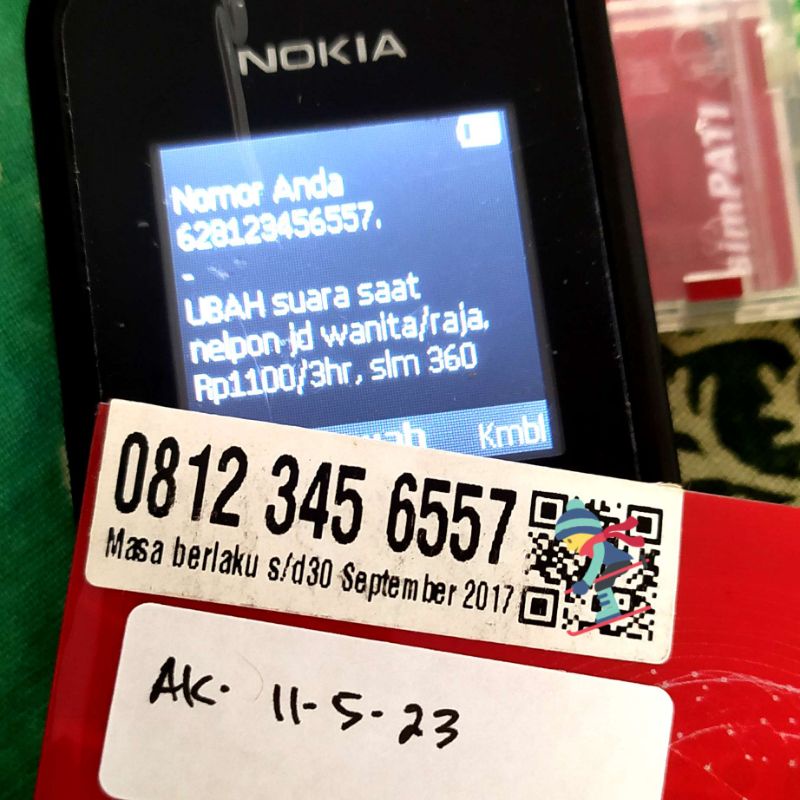 NOKIA
Nomor Anda
628123456557.
-
UBAH suara saat
nelpon jd wanita/raja,
Rp1100/3hr, slm 360
Kmbl
simPATI
0812 345 6557
Masa berlaku s/d30 September 2017
AK. 11-5-23